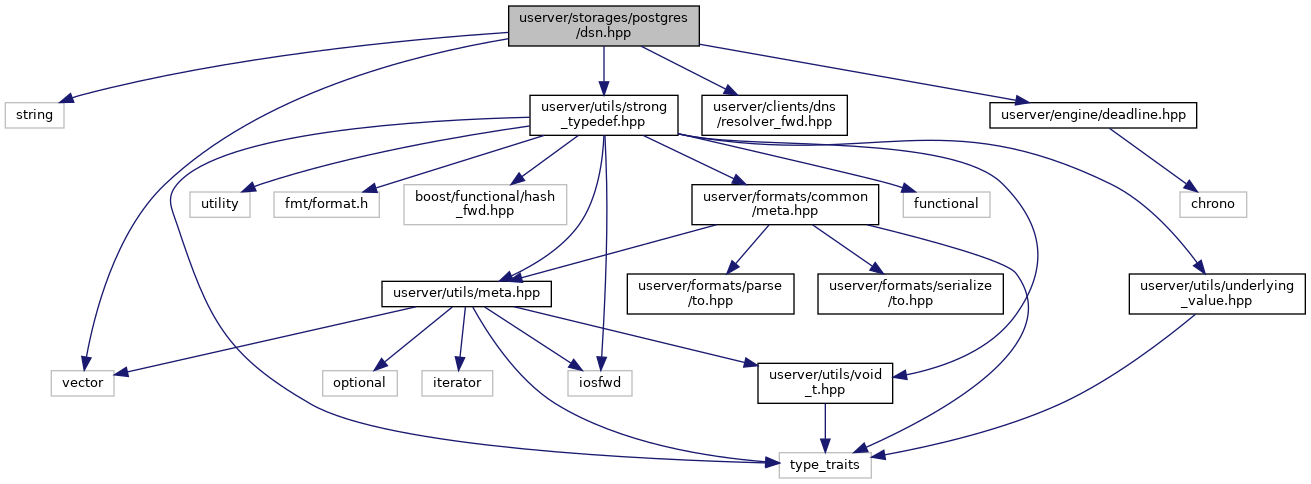 userver/storages/postgres
/dsn.hpp
string
userver/utils/strong
_typedef.hpp
userver/clients/dns
/resolver_fwd.hpp
userver/engine/deadline.hpp
utility
fmt/format.h
boost/functional/hash
_fwd.hpp
userver/formats/common
/meta.hpp
functional
chrono
userver/utils/meta.hpp
userver/formats/parse
/to.hpp
userver/formats/serialize
/to.hpp
userver/utils/underlying
_value.hpp
vector
optional
iterator
iosfwd
userver/utils/void
_t.hpp
type_traits